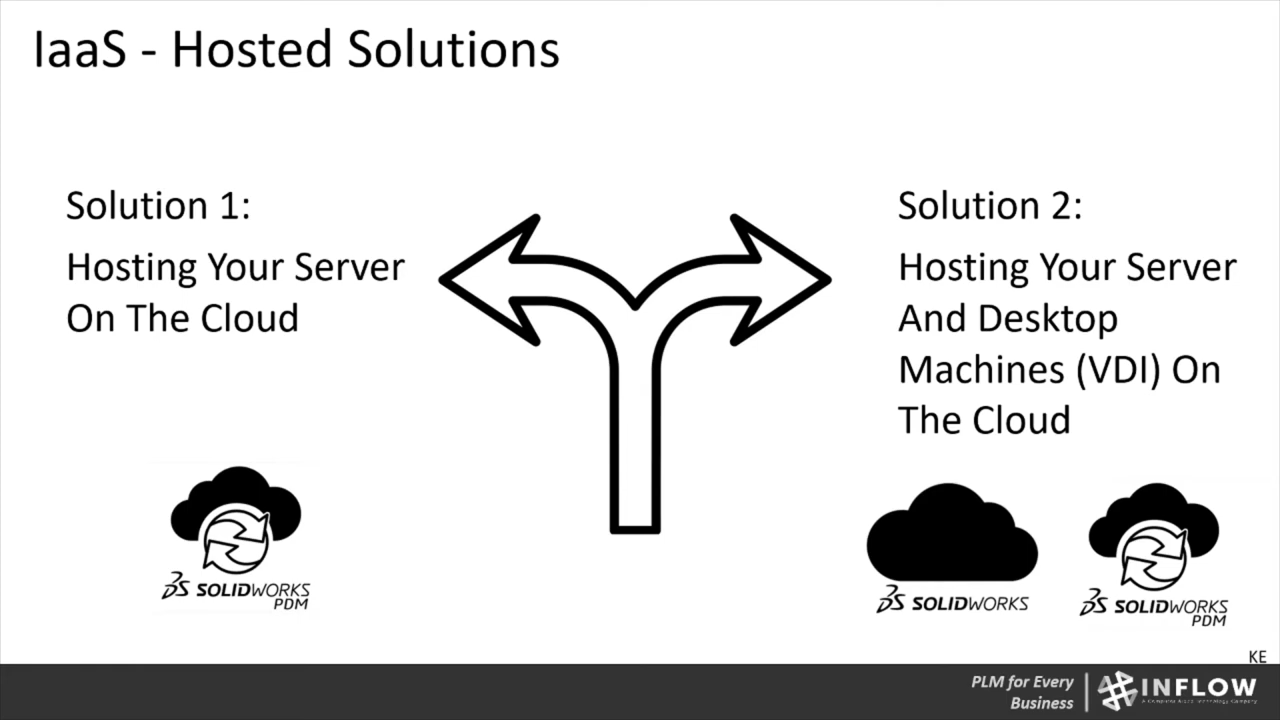 IaaS - Hosted Solutions
Solution 1:
Hosting Your Server
On The Cloud
Solution 2:
Hosting Your Server
And Desktop
Machines (VDI) On
The Cloud
SOLIDWORKS
PDM
SOLIDWORKS
SOLIDWORKS
PDM
KE
PLM for Every
Business
INFLOW